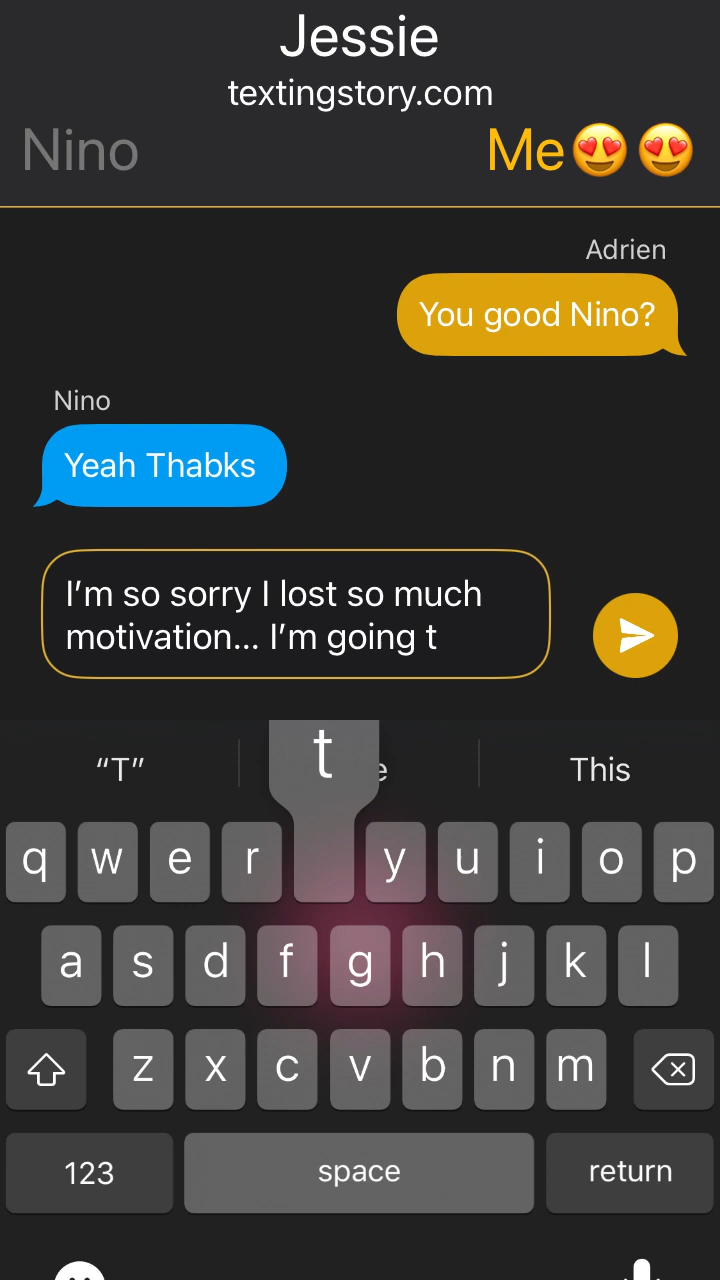 Jessie
textingstory.com
Nino
Me😍😍
Adrien
You good Nino?
Nino
Yeah Thabks
I’m so sorry I lost so much
motivation... I’m going t
“T”
t
This
q w e r y u i o p
a s d f g h j k l
z x c v b n m
123 space return